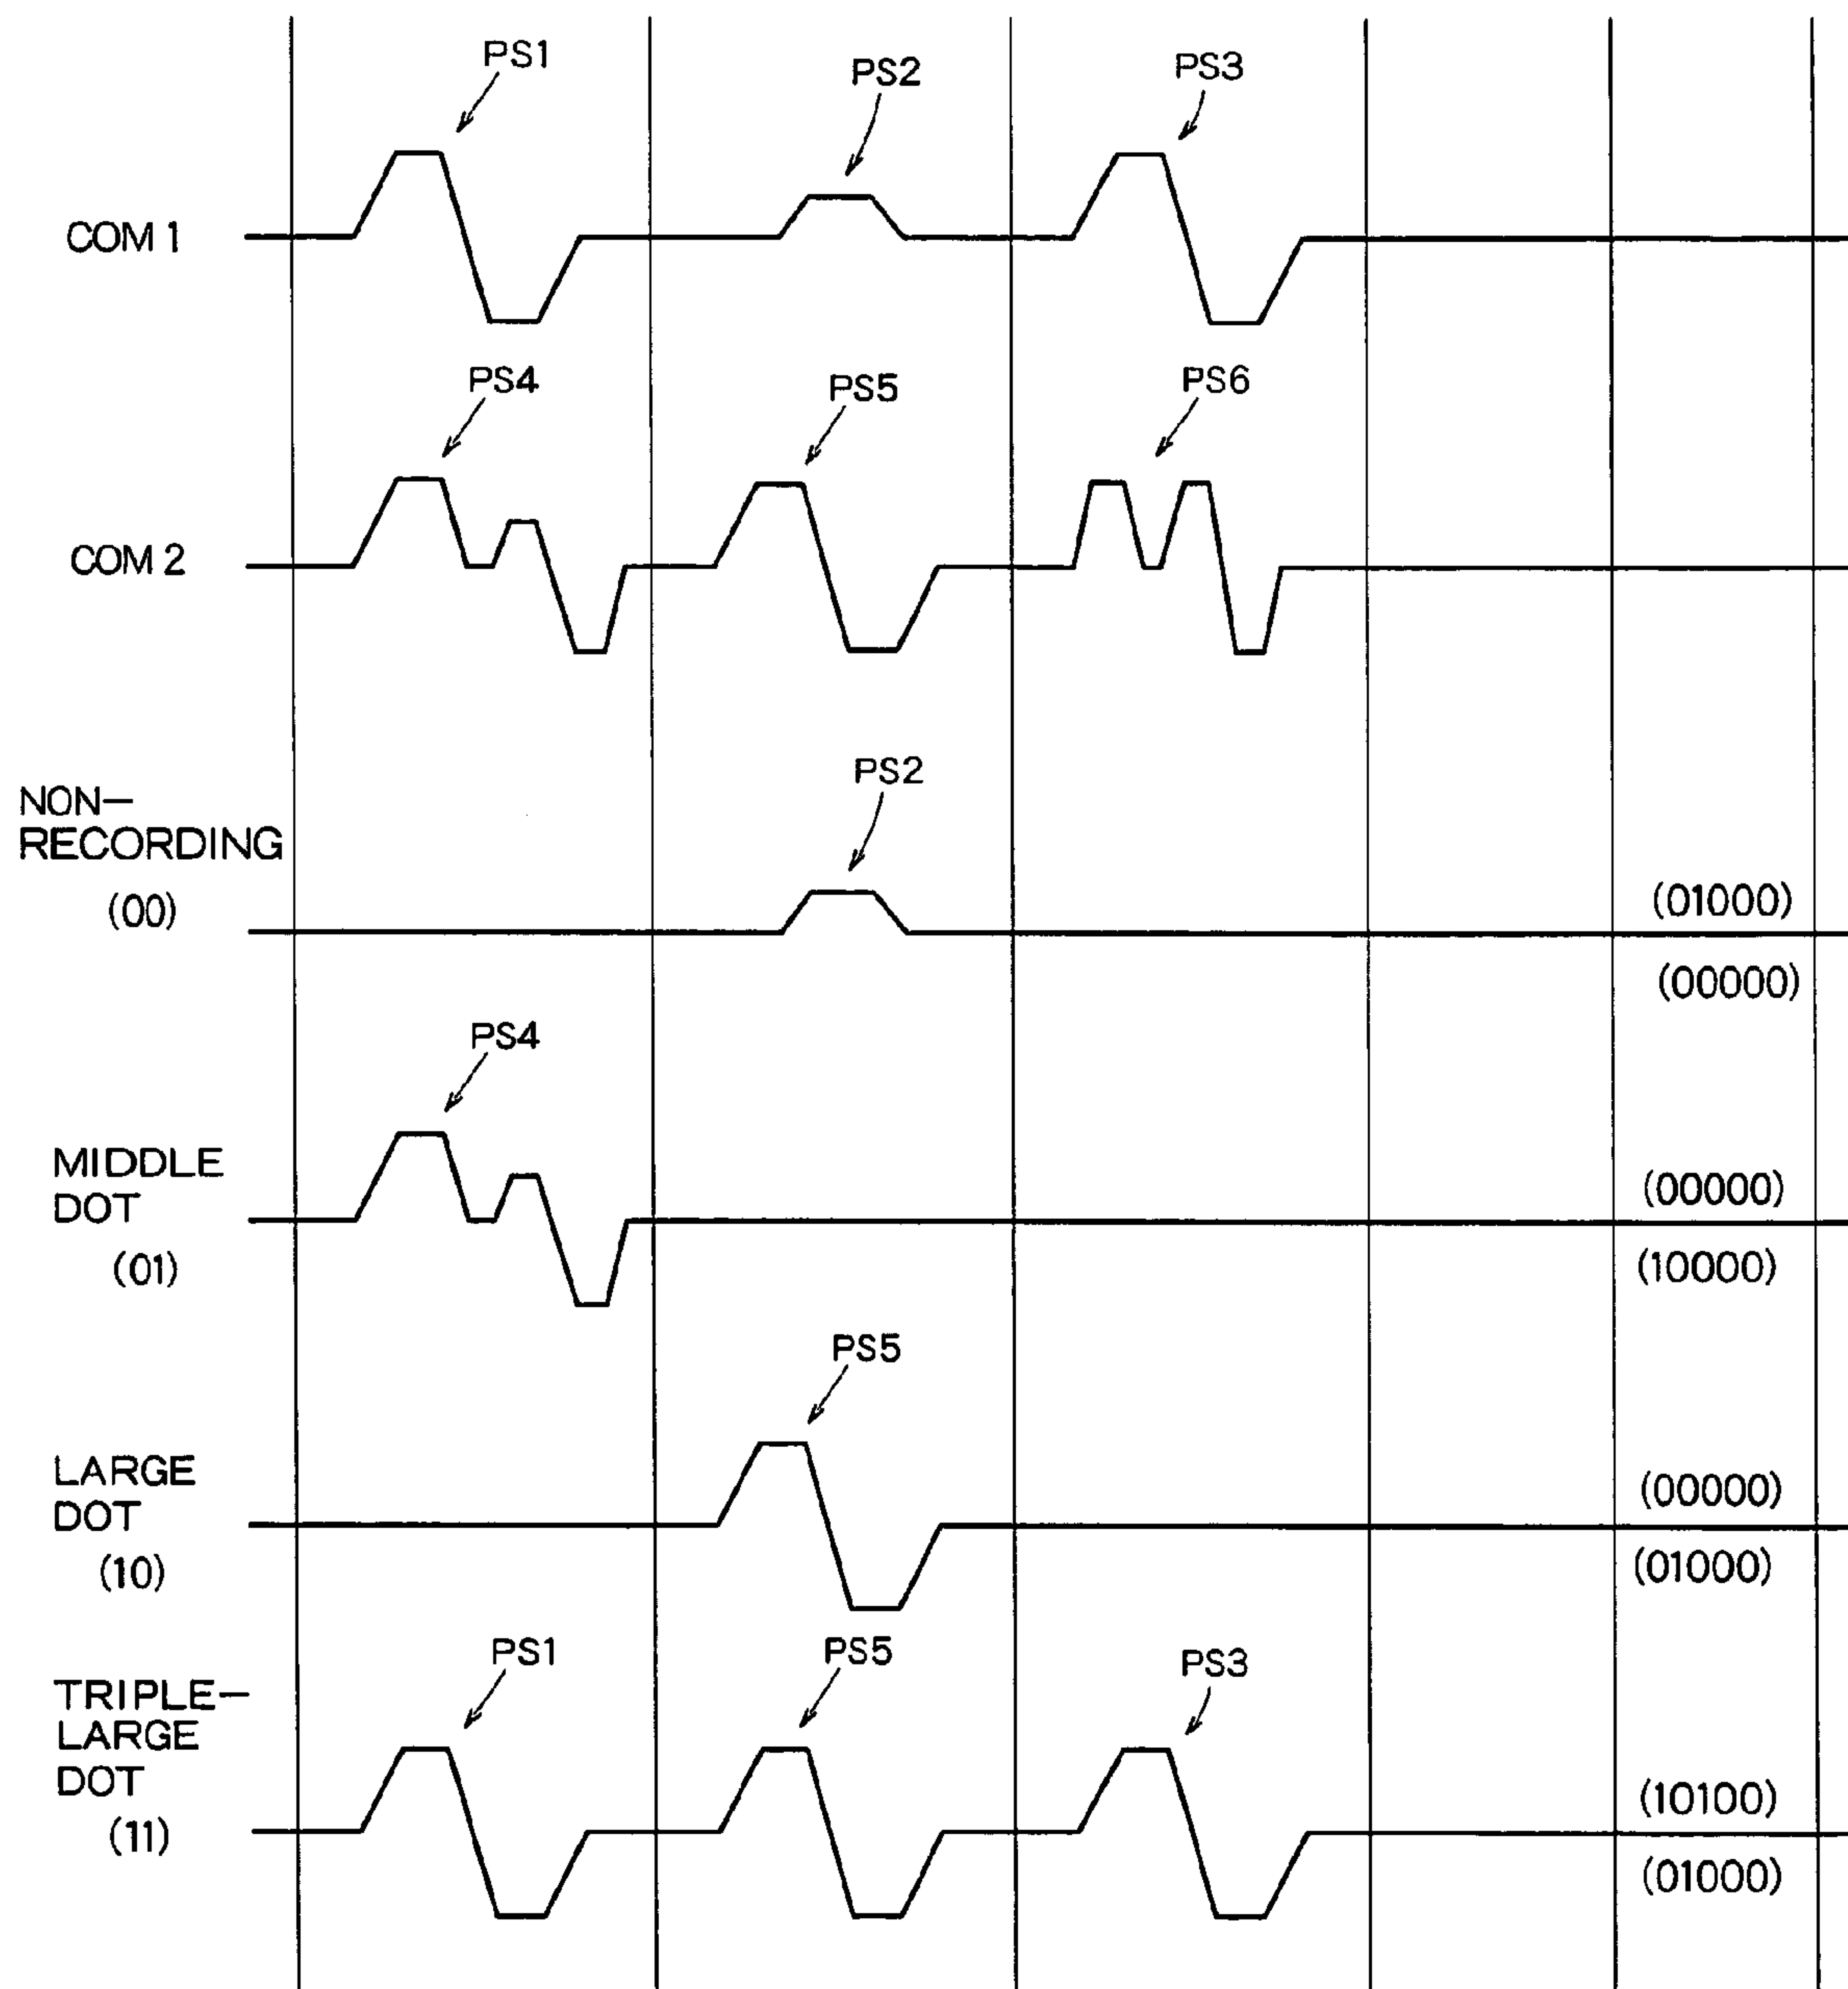 PS1
PS2
PS3
COM 1
PS4
PS5
PS6
COM 2
PS2
NON-
RECORDING
(00)
(01000)
(00000)
PS4
MIDDLE
DOT
(01)
(00000)
(10000)
PS5
LARGE
DOT
(10)
(00000)
(01000)
PS1
PS5
PS3
TRIPLE-
LARGE
DOT
(11)
(10100)
(01000)